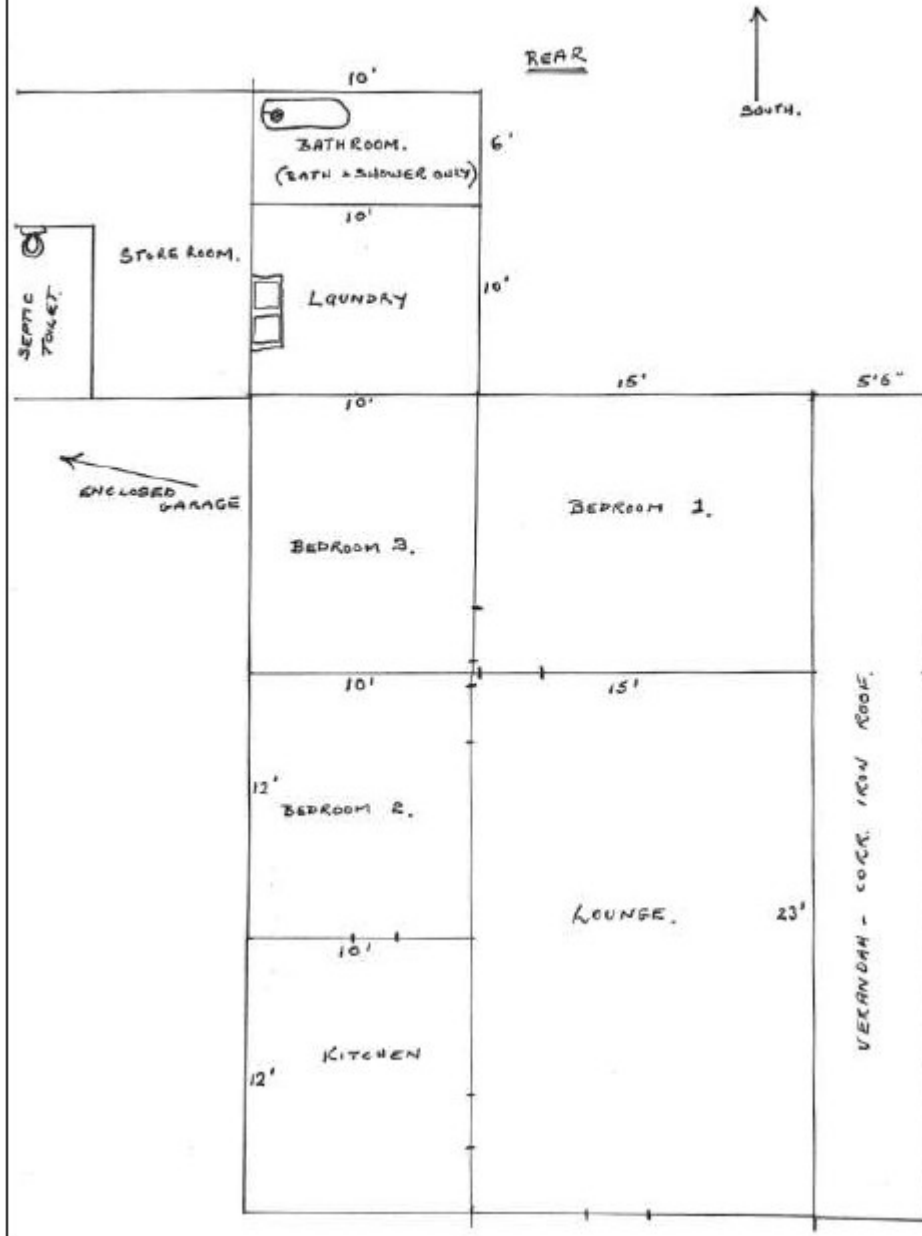 REAR
10'
SOUTH.
BATHROOM.
(BATH & SHOWER ONLY)
6'
10'
STORE ROOM.
LAUNDRY
10'
SEPTIC
TOILET.
10'
15'
5'6"
ENCLOSED
GARAGE
BEDROOM 3.
BEDROOM 1.
10'
15'
12'
BEDROOM 2.
LOUNGE.
23'
VERANDAH - CORR. IRON ROOF.
10'
KITCHEN
12'